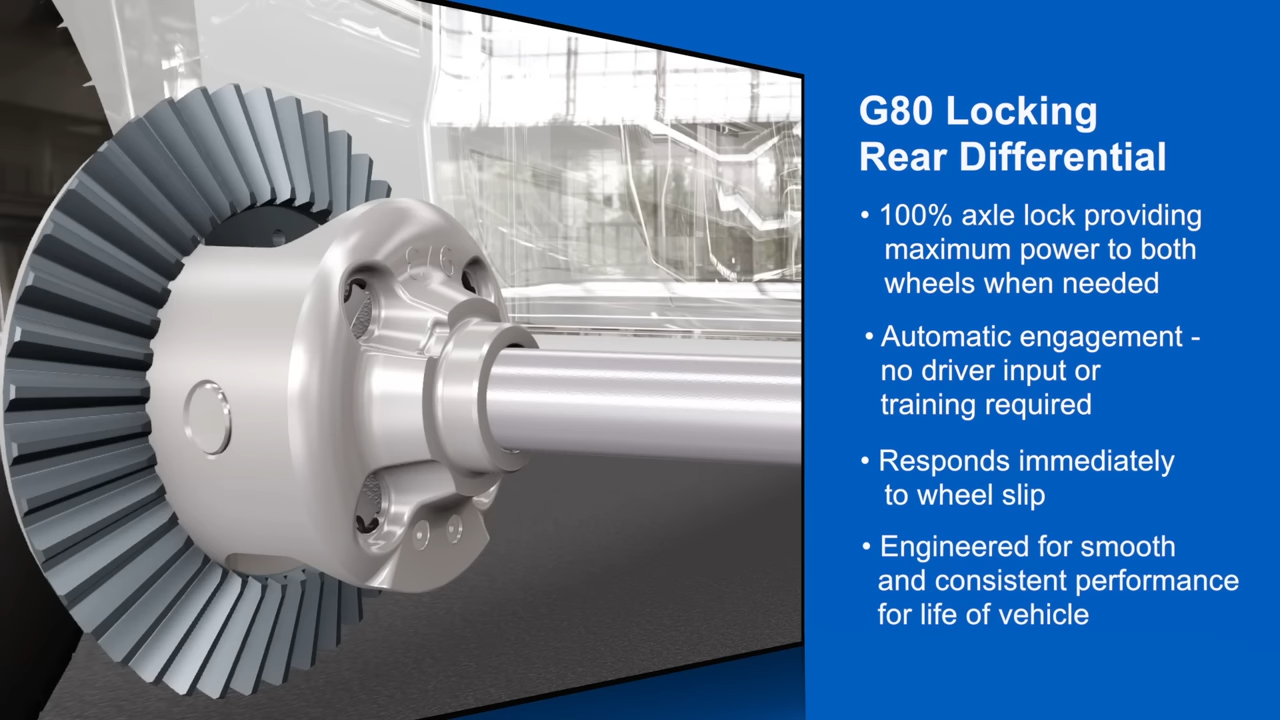 G80 Locking
Rear Differential
• 100% axle lock providing
maximum power to both
wheels when needed
• Automatic engagement -
no driver input or
training required
• Responds immediately
to wheel slip
• Engineered for smooth
and consistent performance
for life of vehicle